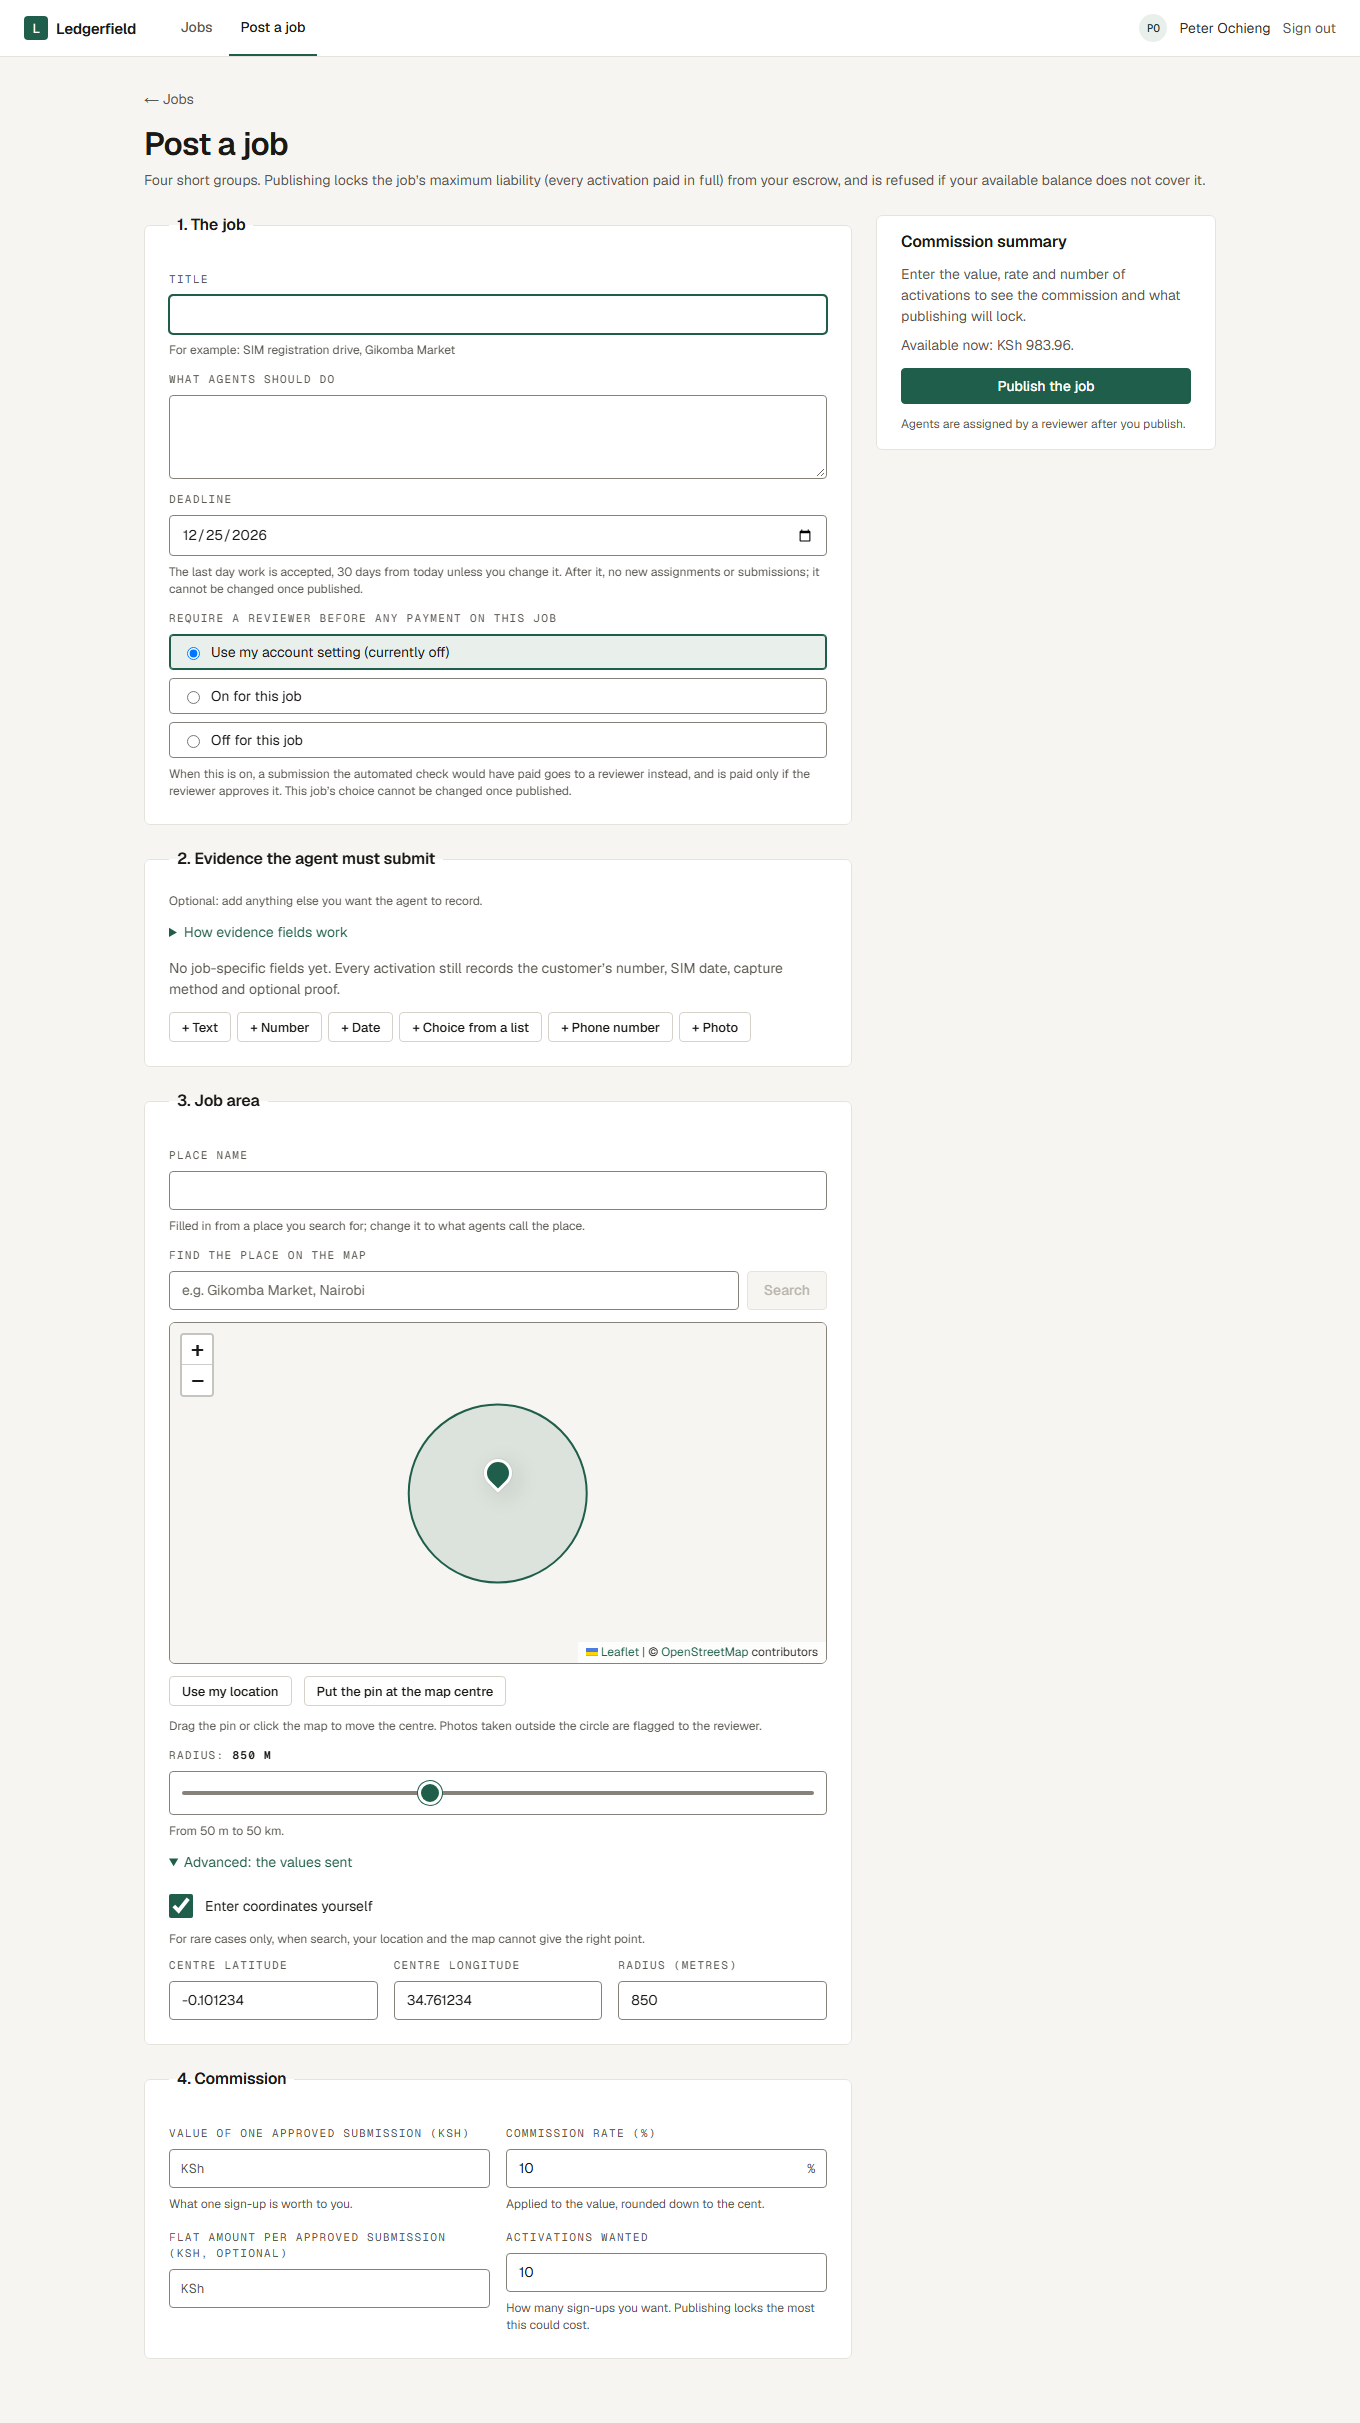 L Ledgerfield Jobs Post a job PO Peter Ochieng Sign out
← Jobs
Post a job
Four short groups. Publishing locks the job's maximum liability (every activation paid in full) from your escrow, and is refused if your available balance does not cover it.
1. The job
TITLE
For example: SIM registration drive, Gikomba Market
WHAT AGENTS SHOULD DO
DEADLINE
12/25/2026
The last day work is accepted, 30 days from today unless you change it. After it, no new assignments or submissions; it
cannot be changed once published.
REQUIRE A REVIEWER BEFORE ANY PAYMENT ON THIS JOB
Use my account setting (currently off)
On for this job
Off for this job
When this is on, a submission the automated check would have paid goes to a reviewer instead, and is paid only if the
reviewer approves it. This job's choice cannot be changed once published.
Commission summary
Enter the value, rate and number of
activations to see the commission and what
publishing will lock.
Available now: KSh 983.96.
Publish the job
Agents are assigned by a reviewer after you publish.
2. Evidence the agent must submit
Optional: add anything else you want the agent to record.
How evidence fields work
No job-specific fields yet. Every activation still records the customer's number, SIM date, capture
method and optional proof.
+ Text + Number + Date + Choice from a list + Phone number + Photo
3. Job area
PLACE NAME
Filled in from a place you search for; change it to what agents call the place.
FIND THE PLACE ON THE MAP
e.g. Gikomba Market, Nairobi Search
+
−
Leaflet | © OpenStreetMap contributors
Use my location Put the pin at the map centre
Drag the pin or click the map to move the centre. Photos taken outside the circle are flagged to the reviewer.
RADIUS: 850 M
From 50 m to 50 km.
Advanced: the values sent
Enter coordinates yourself
For rare cases only, when search, your location and the map cannot give the right point.
CENTRE LATITUDE CENTRE LONGITUDE RADIUS (METRES)
-0.101234 34.761234 850
4. Commission
VALUE OF ONE APPROVED SUBMISSION (KSH) COMMISSION RATE (%)
KSh 10 %
What one sign-up is worth to you. Applied to the value, rounded down to the cent.
FLAT AMOUNT PER APPROVED SUBMISSION
(KSH, OPTIONAL)
KSh
ACTIVATIONS WANTED
10
How many sign-ups you want. Publishing locks the most
this could cost.